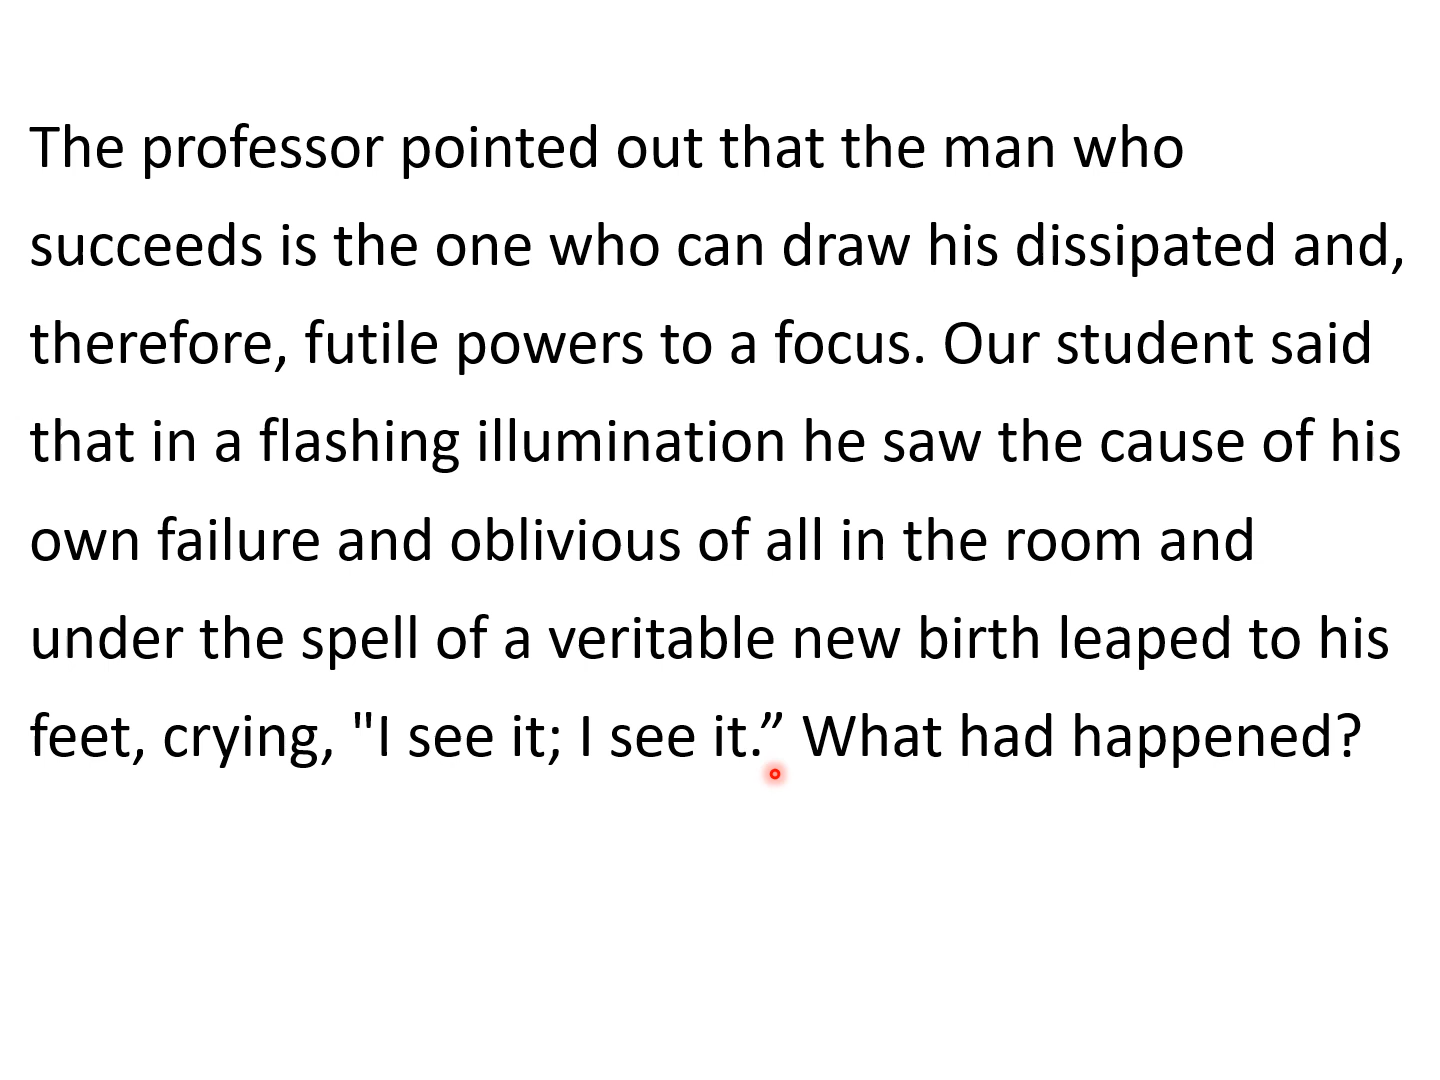 The professor pointed out that the man who
succeeds is the one who can draw his dissipated and,
therefore, futile powers to a focus. Our student said
that in a flashing illumination he saw the cause of his
own failure and oblivious of all in the room and
under the spell of a veritable new birth leaped to his
feet, crying, "I see it; I see it.” What had happened?